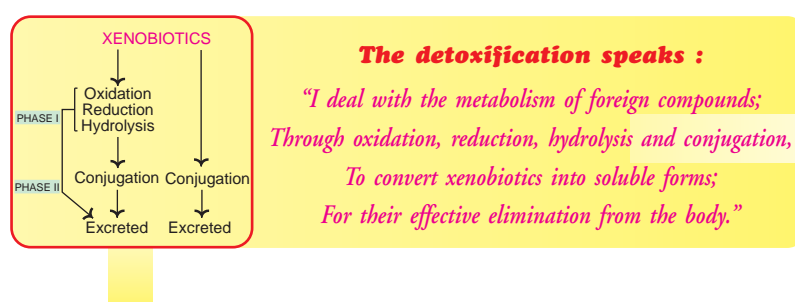 XENOBIOTICS
Oxidation
Reduction
Hydrolysis
PHASE I
PHASE II
Conjugation Conjugation
Excreted Excreted
The detoxification speaks :
“I deal with the metabolism of foreign compounds;
Through oxidation, reduction, hydrolysis and conjugation,
To convert xenobiotics into soluble forms;
For their effective elimination from the body.”